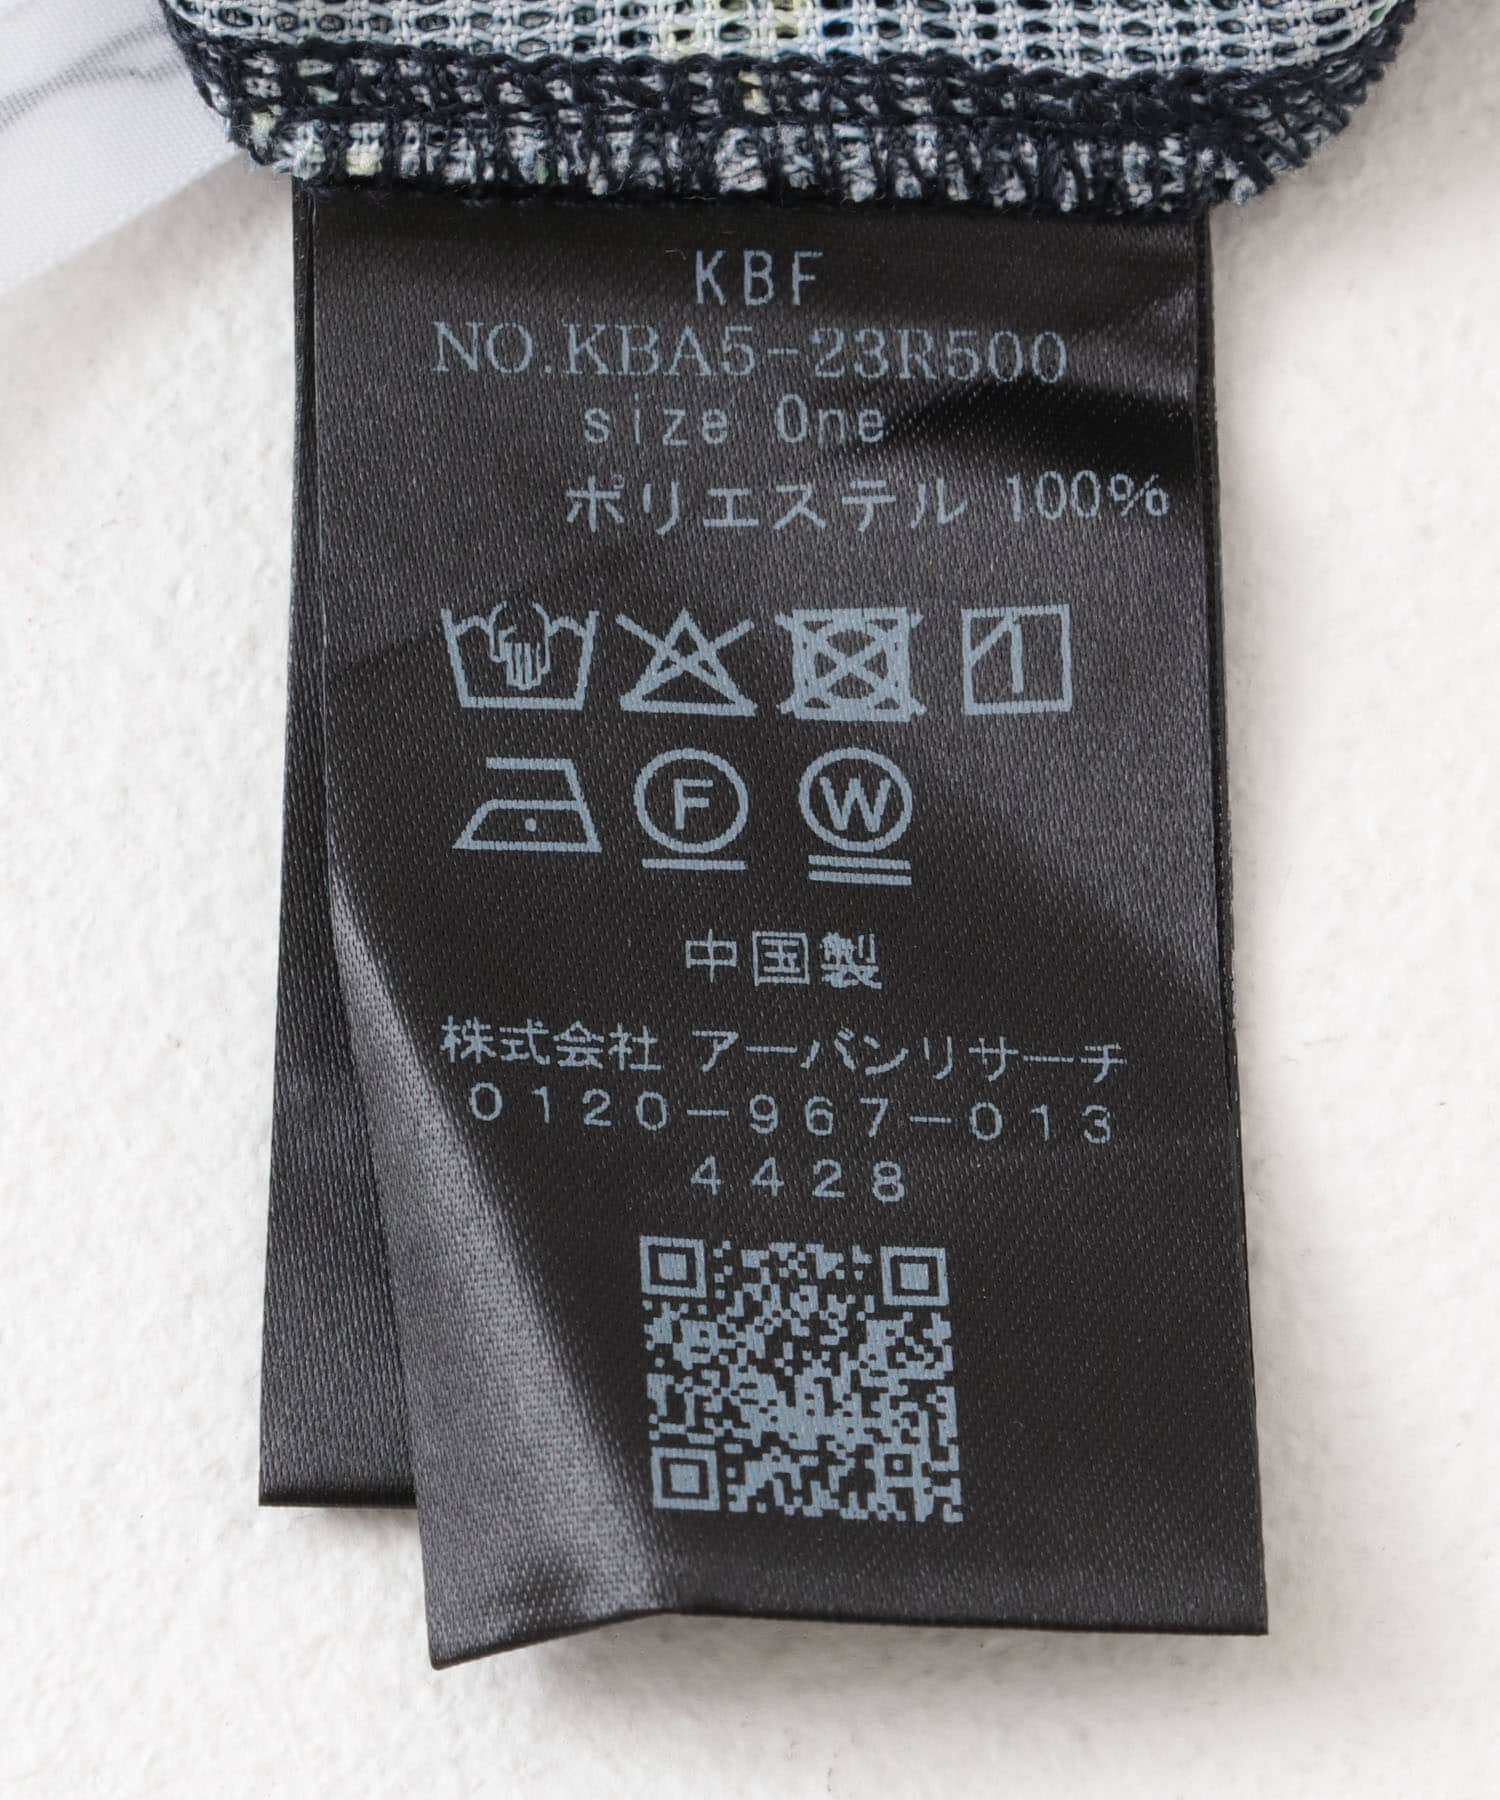 KBF
NO.KBA5-23R500
size One
ポリエステル 100%
F W
中国製
株式会社 アーバンリサーチ
0120-967-013
4428